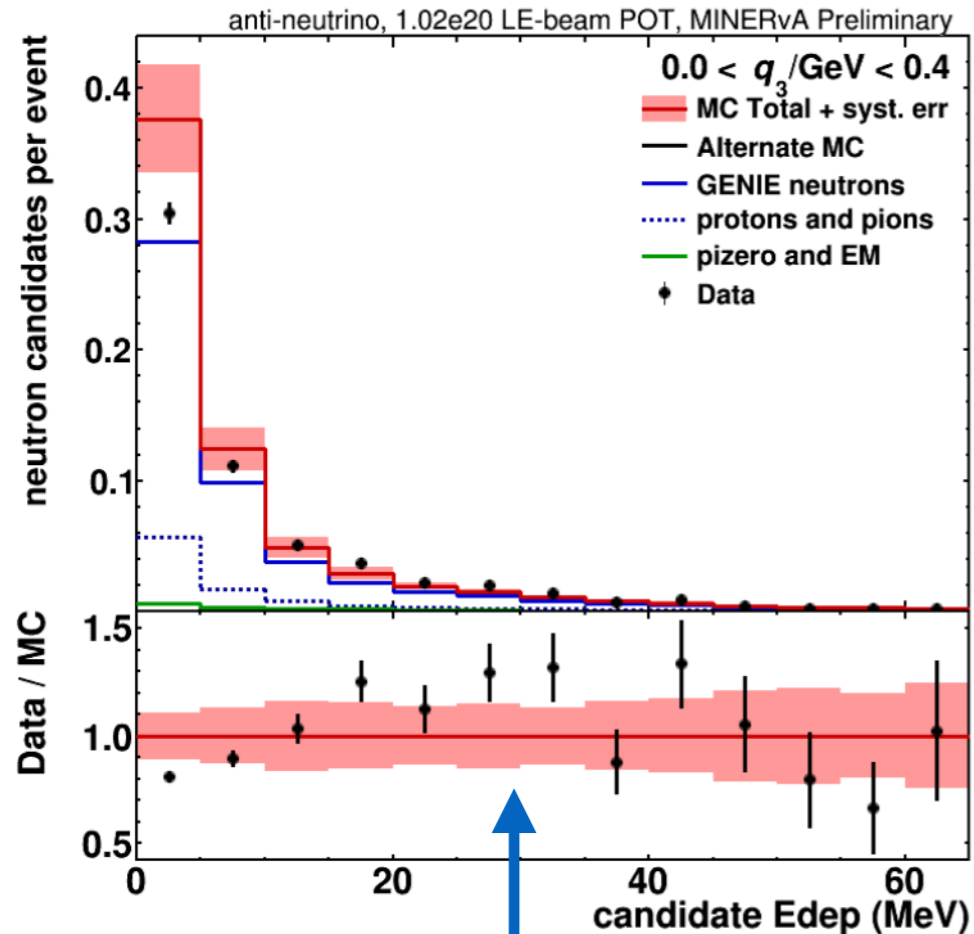 anti-neutrino, 1.02e20 LE-beam POT, MINERvA Preliminary
0.0 < q3/GeV < 0.4
MC Total + syst. err
Alternate MC
GENIE neutrons
protons and pions
pizero and EM
Data
neutron candidates per event
0.4
0.3
0.2
0.1
Data / MC
1.5
1.0
0.5
0
20
40
60
candidate Edep (MeV)